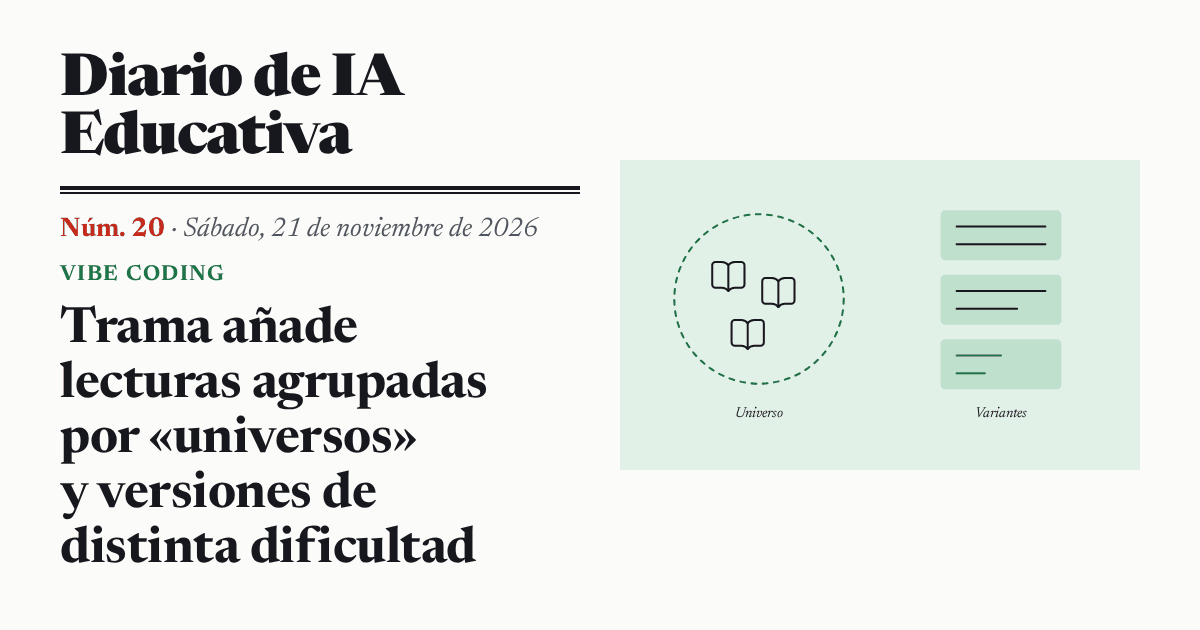 Diario de IA
Educativa
Núm. 20 · Sábado, 21 de noviembre de 2026
VIBE CODING
Trama añade
lecturas agrupadas
por «universos»
y versiones de
distinta dificultad
Universo
Variantes